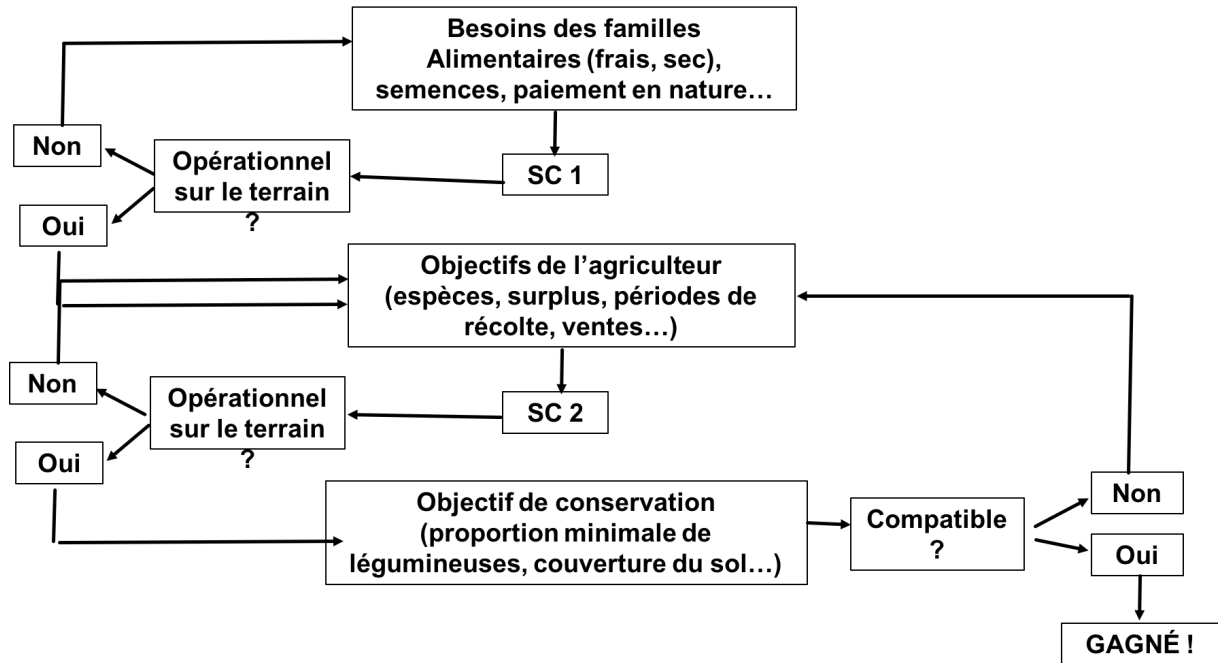 Besoins des familles
Alimentaires (frais, sec),
semences, paiement en nature…
Non
Opérationnel
sur le terrain
?
SC 1
Oui
Objectifs de l’agriculteur
(espèces, surplus, périodes de
récolte, ventes…)
Non
Opérationnel
sur le terrain
?
SC 2
Oui
Objectif de conservation
(proportion minimale de
légumineuses, couverture du sol…)
Compatible
?
Non
Oui
GAGNÉ !